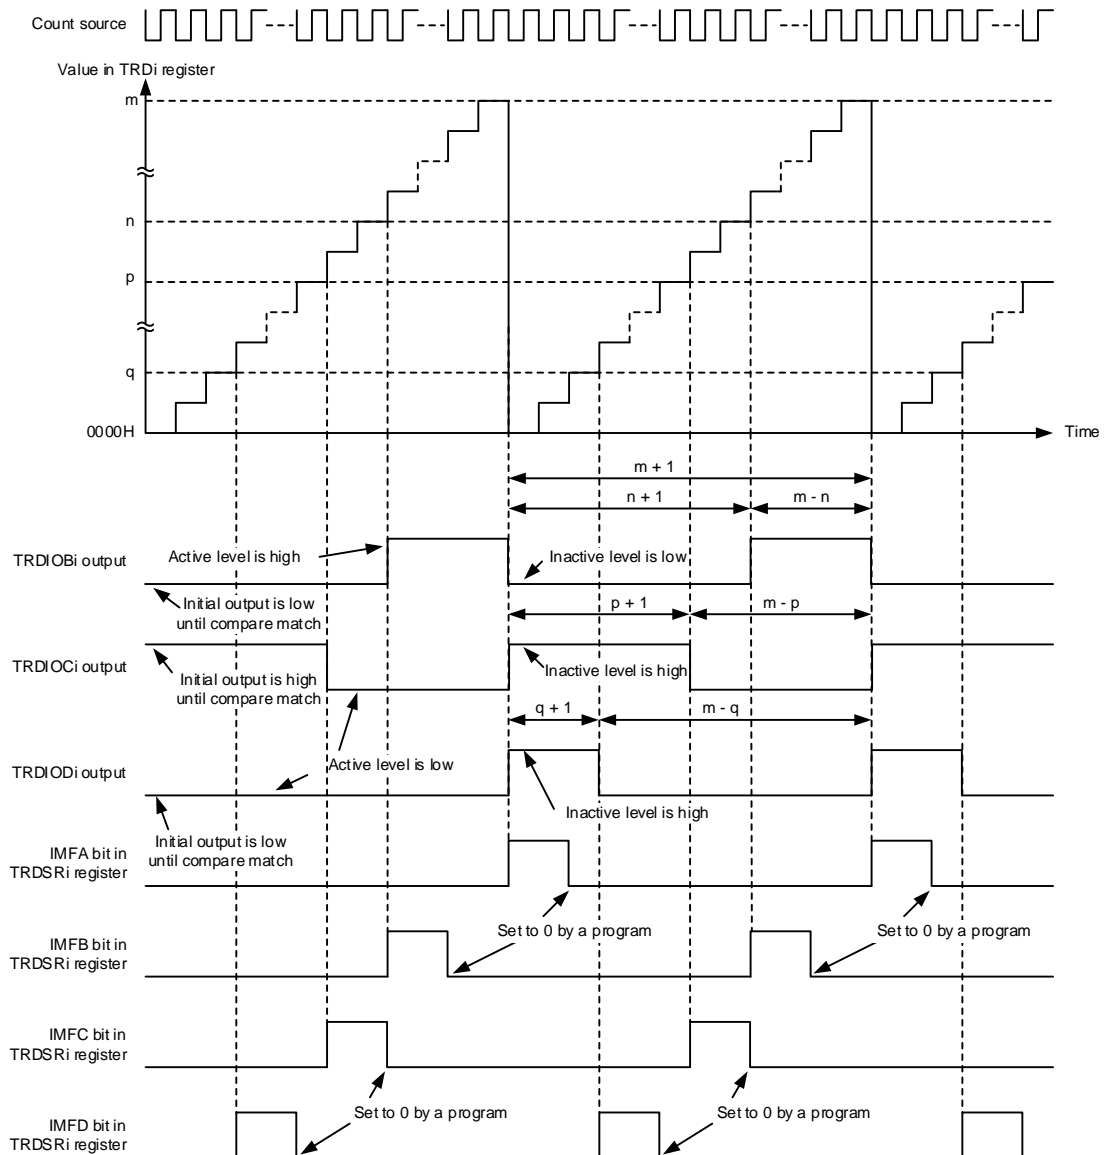 Count source
Value in TRDi register
m
n
p
q
0000H
Time
m + 1
n + 1
m - n
TRDIOBi output
Active level is high
Inactive level is low
Initial output is low
until compare match
p + 1
m - p
TRDIOCi output
Initial output is high
until compare match
Inactive level is high
q + 1
m - q
TRDIODi output
Active level is low
Inactive level is high
Initial output is low
until compare match
IMFA bit in
TRDSRi register
Set to 0 by a program
Set to 0 by a program
IMFB bit in
TRDSRi register
IMFC bit in
TRDSRi register
Set to 0 by a program
Set to 0 by a program
IMFD bit in
TRDSRi register